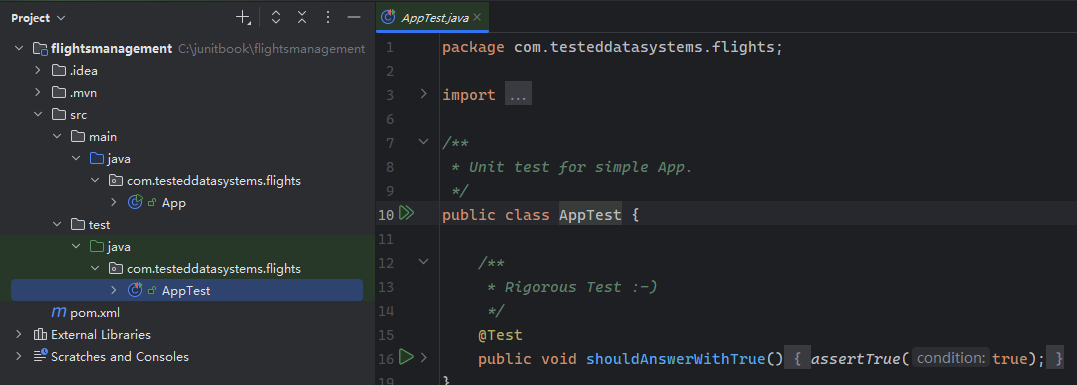 Project
flightsmanagement C:\junitbook\flightsmanagement
.idea
.mvn
src
main
java
com.testeddatasystems.flights
App
test
java
com.testeddatasystems.flights
AppTest
pom.xml
External Libraries
Scratches and Consoles
AppTest.java
1 package com.testeddatasystems.flights;
2
3 import ...
6
7 /**
8 * Unit test for simple App.
9 */
10 public class AppTest {
11
12 /**
13 * Rigorous Test :-)
14 */
15 @Test
16 public void shouldAnswerWithTrue() { assertTrue( condition: true); }
19 }